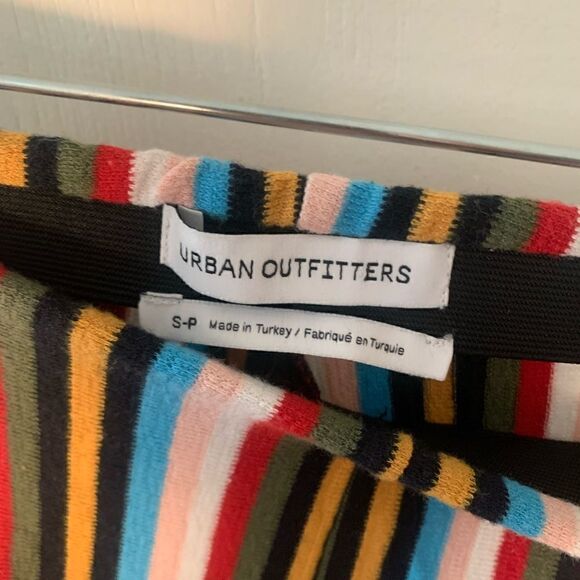 URBAN OUTFITTERS
S-P Made in Turkey / Fabriqué en Turquie